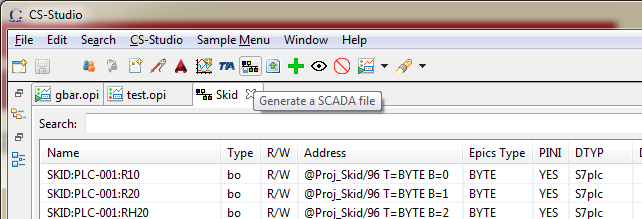 CS-Studio
File Edit Search CS-Studio Sample Menu Window Help
gbar.opi test.opi Skid
Generate a SCADA file
Search:
Name Type R/W Address Epics Type PINI DTYP
SKID:PLC-001:R10 bo R/W @Proj_Skid/96 T=BYTE B=0 BYTE YES S7plc
SKID:PLC-001:R20 bo R/W @Proj_Skid/96 T=BYTE B=1 BYTE YES S7plc
SKID:PLC-001:RH20 bo R/W @Proj_Skid/96 T=BYTE B=2 BYTE YES S7plc